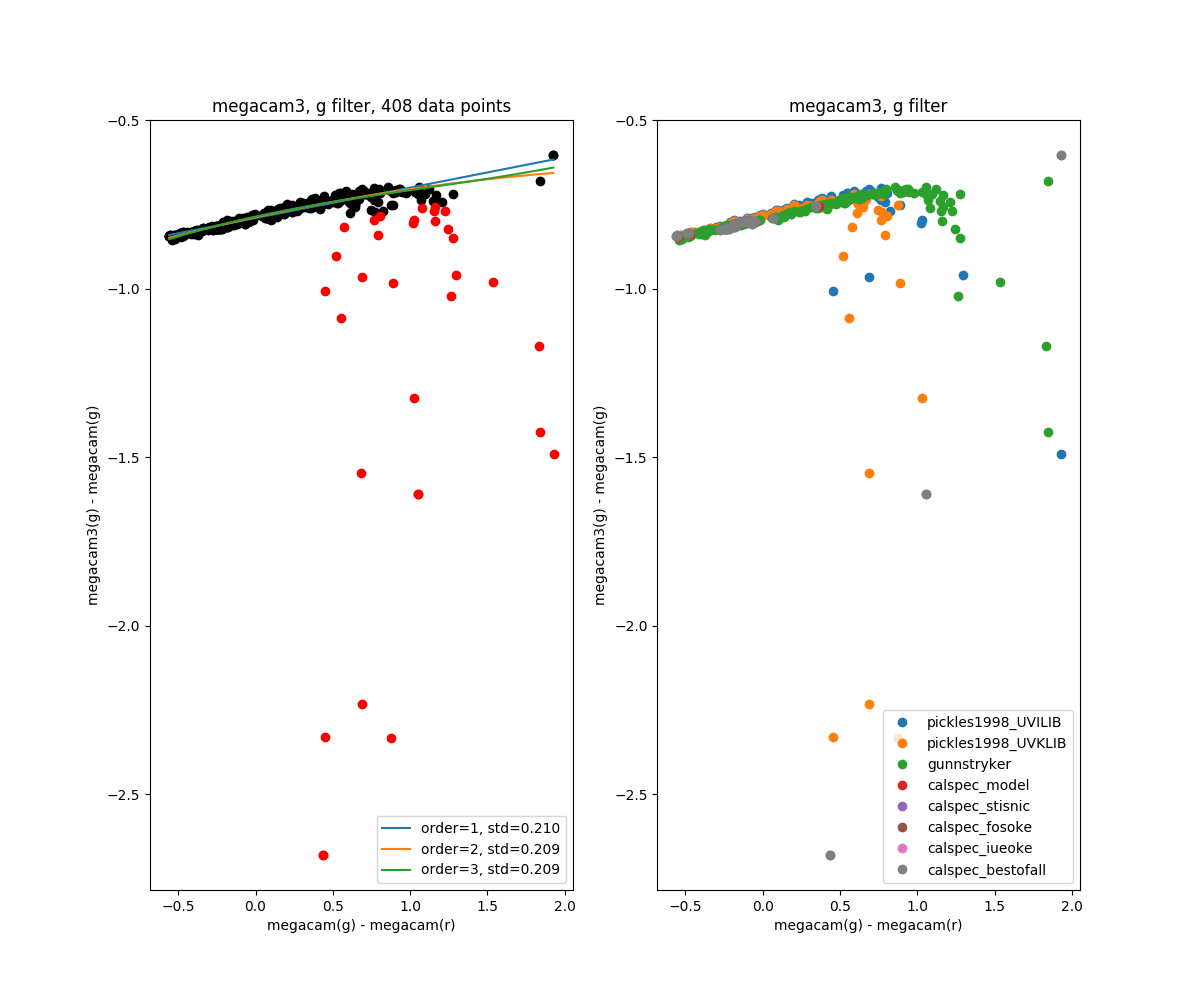 megacam3, g filter, 408 data points
−0.5
−1.0
−1.5
−2.0
−2.5
megacam3(g) - megacam(g)
order=1, std=0.210
order=2, std=0.209
order=3, std=0.209
−0.5 0.0 0.5 1.0 1.5 2.0
megacam(g) - megacam(r)
megacam3, g filter
−0.5
−1.0
−1.5
−2.0
−2.5
megacam3(g) - megacam(g)
pickles1998_UVILIB
pickles1998_UVKLIB
gunnstryker
calspec_model
calspec_stisnic
calspec_fosoke
calspec_iueoke
calspec_bestofall
−0.5 0.0 0.5 1.0 1.5 2.0
megacam(g) - megacam(r)